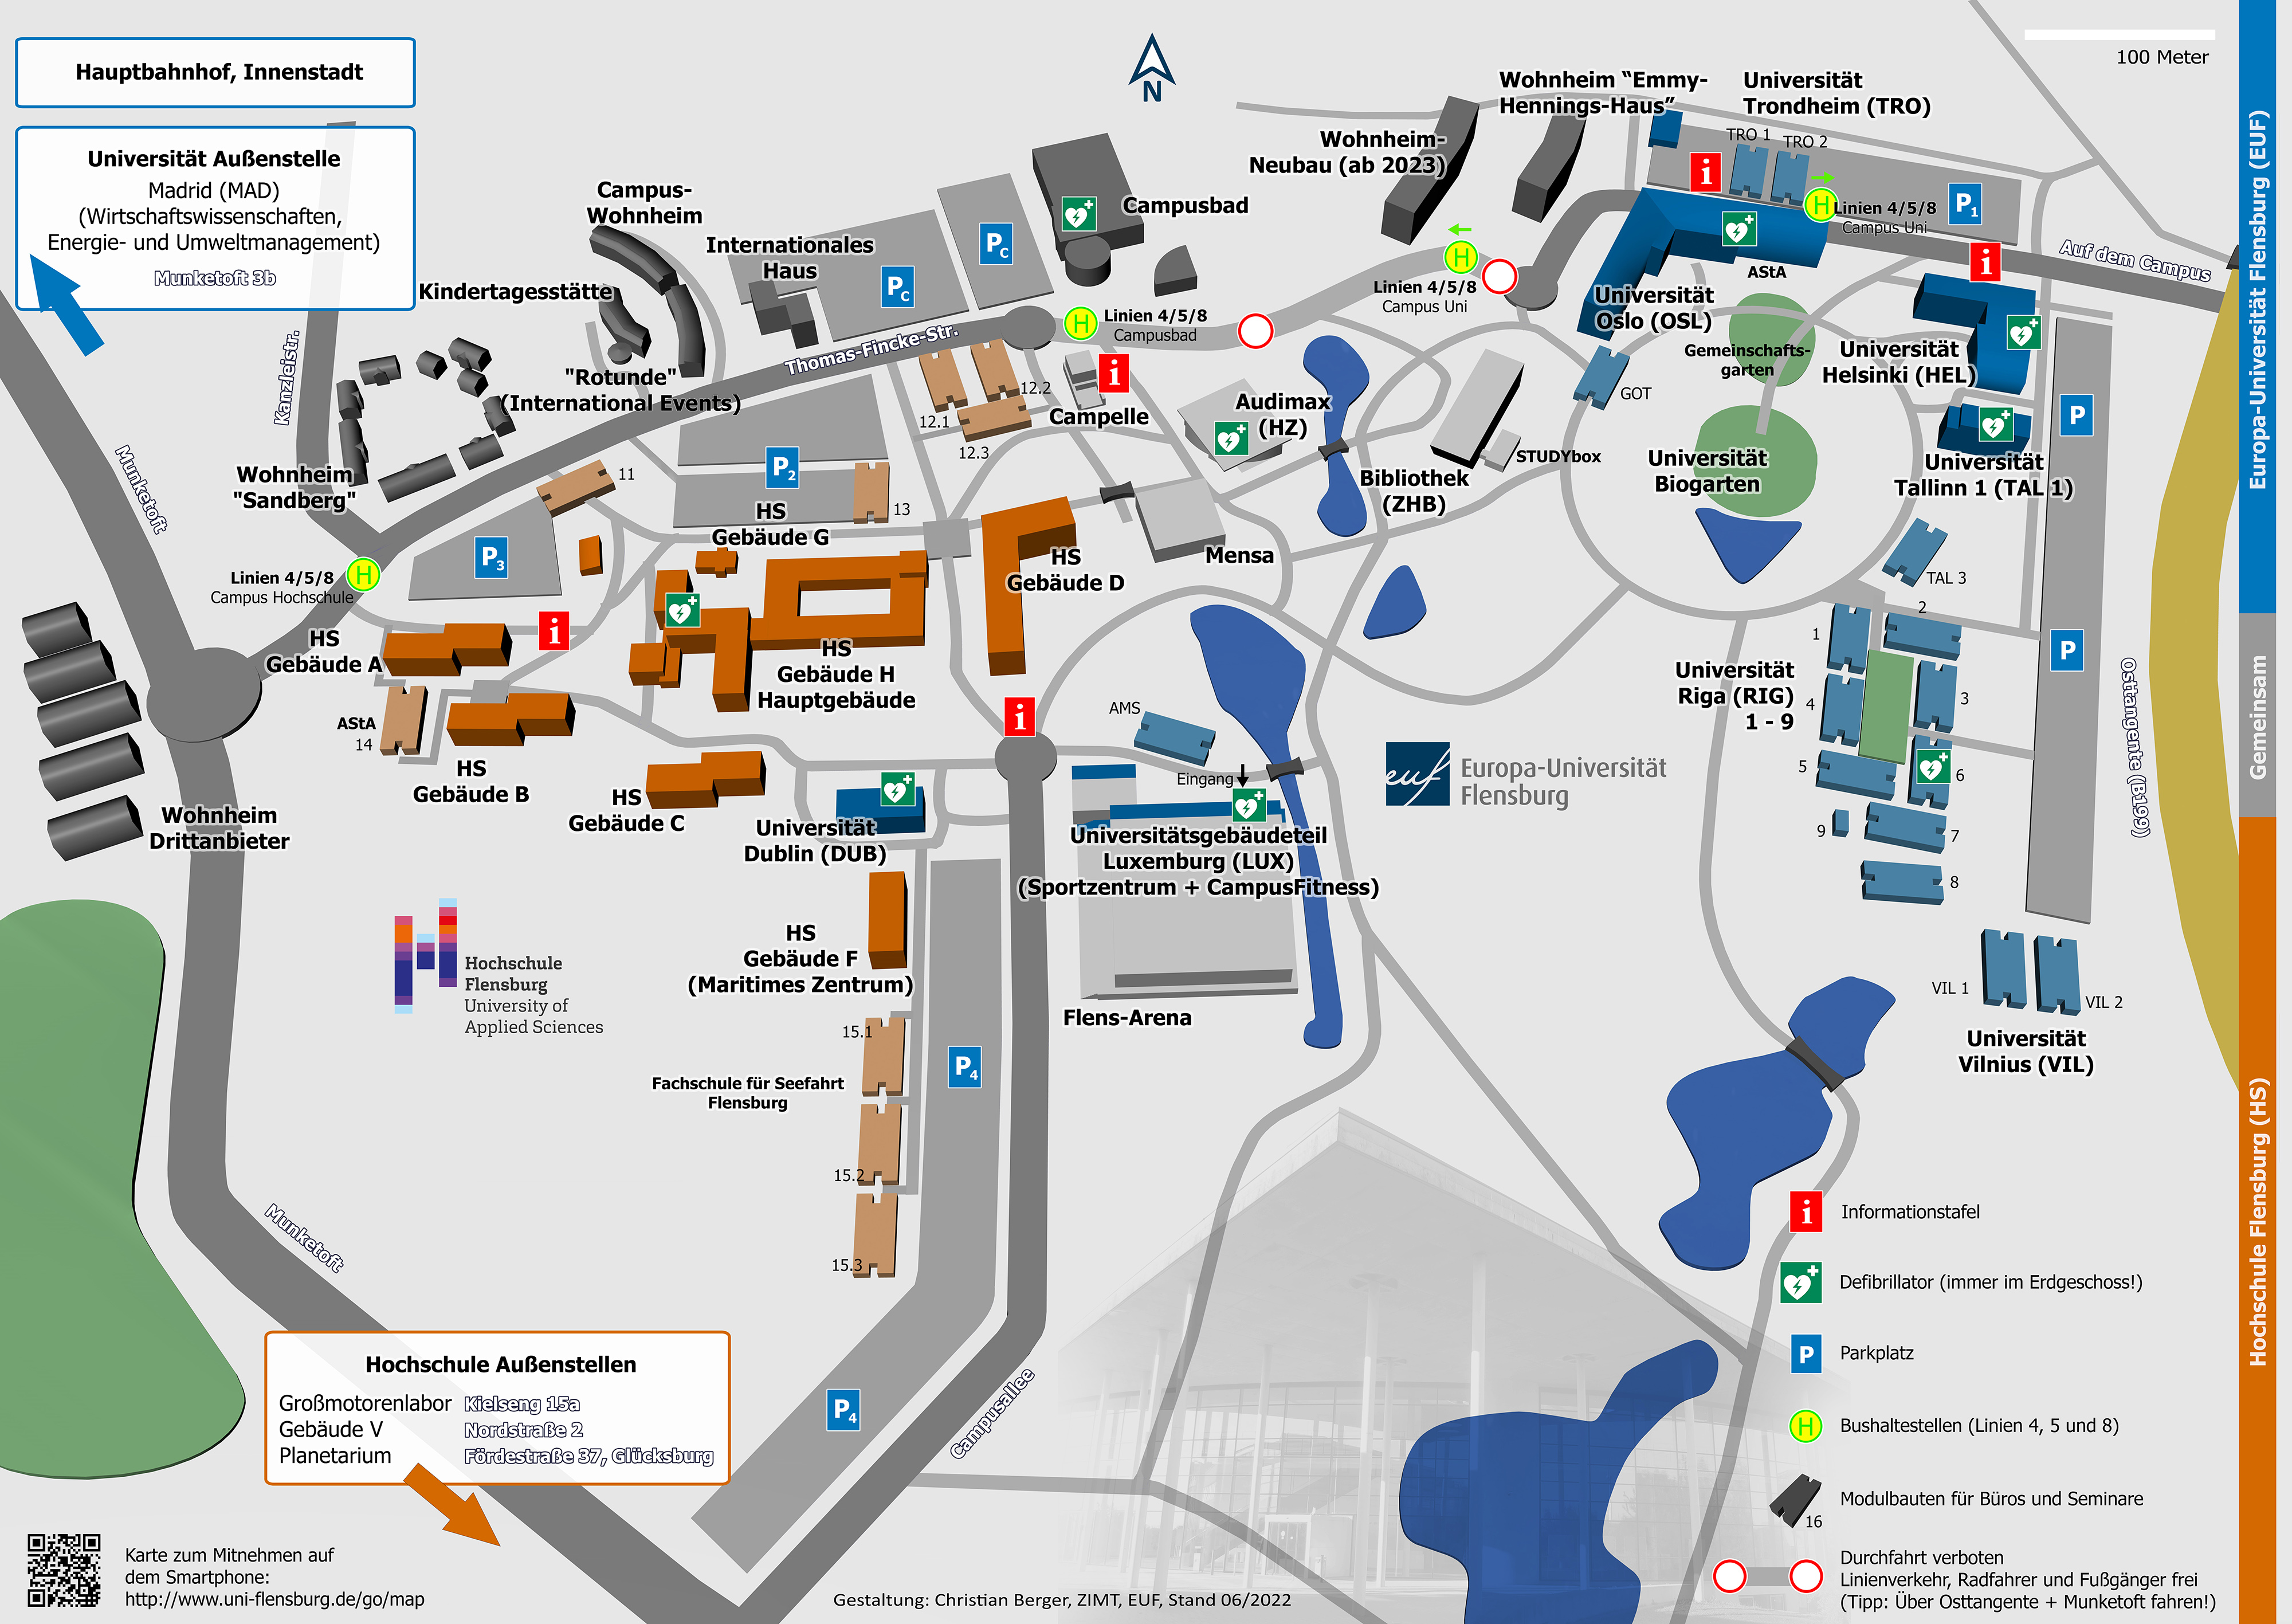 Hauptbahnhof, Innenstadt
Universität Außenstelle
Madrid (MAD)
(Wirtschaftswissenschaften,
Energie- und Umweltmanagement)
Munketoft 3b
N
Wohnheim “Emmy-
Hennings-Haus”
Universität
Trondheim (TRO)
100 Meter
Wohnheim-
Neubau (ab 2023)
TRO 1
TRO 2
i
Campus-
Wohnheim
Campusbad
H
Linien 4/5/8
Campus Uni
P1
Internationales
Haus
PC
PC
H
Linien 4/5/8
Campus Uni
AStA
i
Auf dem Campus
Kindertagesstätte
Universität
Oslo (OSL)
H
Linien 4/5/8
Campusbad
Thomas-Fincke-Str.
Kanzleistr.
Gemeinschafts-
garten
Universität
Helsinki (HEL)
"Rotunde"
(International Events)
12.1
12.2
12.3
i
Campelle
Audimax
(HZ)
GOT
P
Munketoft
Wohnheim
"Sandberg"
11
P2
13
Bibliothek
(ZHB)
STUDYbox
Universität
Biogarten
Universität
Tallinn 1 (TAL 1)
HS
Gebäude G
P3
Linien 4/5/8
Campus Hochschule
H
HS
Gebäude D
Mensa
TAL 3
HS
Gebäude A
i
HS
Gebäude H
Hauptgebäude
Universität
Riga (RIG)
1 - 9
1
2
3
4
5
6
7
8
9
P
Osttangente (B199)
AStA
14
i
AMS
Eingang
HS
Gebäude B
HS
Gebäude C
Universität
Dublin (DUB)
Universitätsgebäudeteil
Luxemburg (LUX)
(Sportzentrum + CampusFitness)
euf
Europa-Universität
Flensburg
Wohnheim
Drittanbieter
Hochschule
Flensburg
University of
Applied Sciences
HS
Gebäude F
(Maritimes Zentrum)
Flens-Arena
VIL 1
VIL 2
Universität
Vilnius (VIL)
15.1
Fachschule für Seefahrt
Flensburg
15.2
15.3
P4
Munketoft
P4
Campusallee
Hochschule Außenstellen
Großmotorenlabor Kielseng 15a
Gebäude V Nordstraße 2
Planetarium Fördestraße 37, Glücksburg
i Informationstafel
Defibrillator (immer im Erdgeschoss!)
P Parkplatz
H Bushaltestellen (Linien 4, 5 und 8)
Modulbauten für Büros und Seminare
16
Durchfahrt verboten
Linienverkehr, Radfahrer und Fußgänger frei
(Tipp: Über Osttangente + Munketoft fahren!)
Karte zum Mitnehmen auf
dem Smartphone:
http://www.uni-flensburg.de/go/map
Gestaltung: Christian Berger, ZIMT, EUF, Stand 06/2022
Europa-Universität Flensburg (EUF)
Gemeinsam
Hochschule Flensburg (HS)